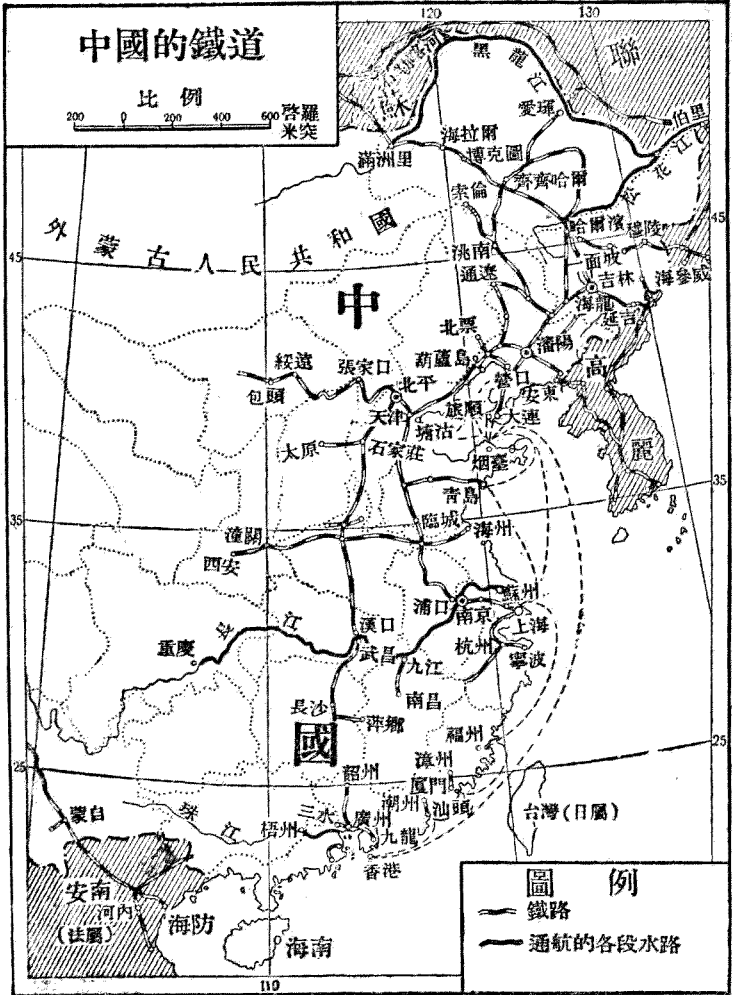 中國的鐵道
比例
200 0 200 400 600 啓羅米突
120
130
黑龍江
聯
伯里
愛琿
海拉爾
博克圖
滿洲里
齊齊哈爾
索倫
松花江
45
45
外蒙古人民共和國
哈爾濱
穆陵
洮南
通遼
吉林
海參威
海龍
延吉
中
北票
瀋陽
葫蘆島
營口
高麗
綏遠
張家口
北平
安東
包頭
旅順
大連
天津
塘沽
太原
石家莊
烟臺
35
35
青島
臨城
海州
潼關
西安
浦口
南京
蘇州
上海
漢口
長江
重慶
武昌
九江
杭州
寧波
南昌
長沙
萍鄉
國
福州
25
25
漳州
廈門
韶州
潮州
汕頭
台灣(日屬)
珠江
三水
廣州
梧州
九龍
香港
蒙自
安南
河內
(法屬)
海防
海南
圖例
鐵路
通航的各段水路
110